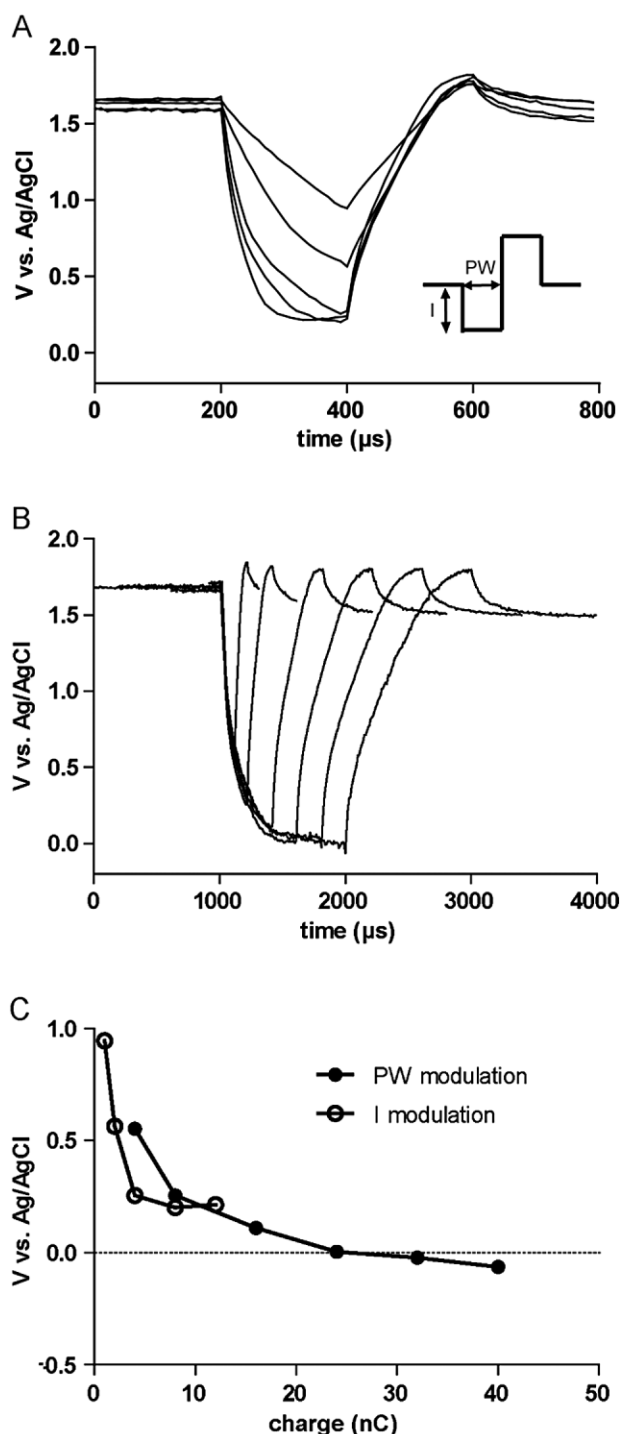 A
2.0
1.5
1.0
0.5
0.0
V vs. Ag/AgCl
PW
I
0 200 400 600 800
time (µs)
B
2.0
1.5
1.0
0.5
0.0
V vs. Ag/AgCl
0 1000 2000 3000 4000
time (µs)
C
1.0
0.5
0.0
-0.5
V vs. Ag/AgCl
PW modulation
I modulation
0 10 20 30 40 50
charge (nC)